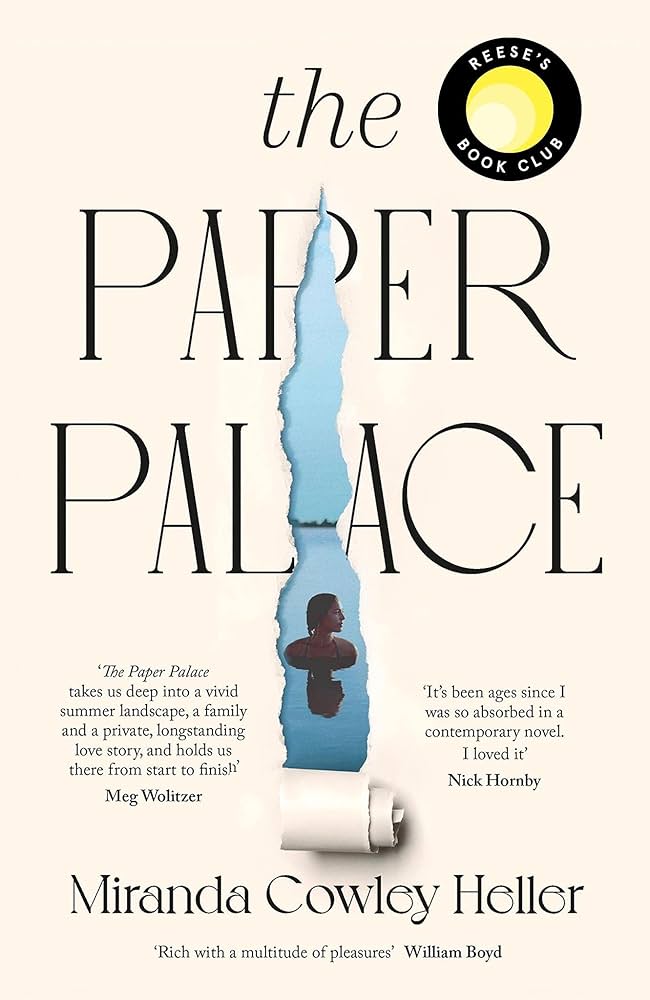 the
REESE'S
BOOK CLUB
PAPER
PALACE
‘The Paper Palace
takes us deep into a vivid
summer landscape, a family
and a private, longstanding
love story, and holds us
there from start to finish’
Meg Wolitzer
‘It’s been ages since I
was so absorbed in a
contemporary novel.
I loved it’
Nick Hornby
Miranda Cowley Heller
‘Rich with a multitude of pleasures’ William Boyd